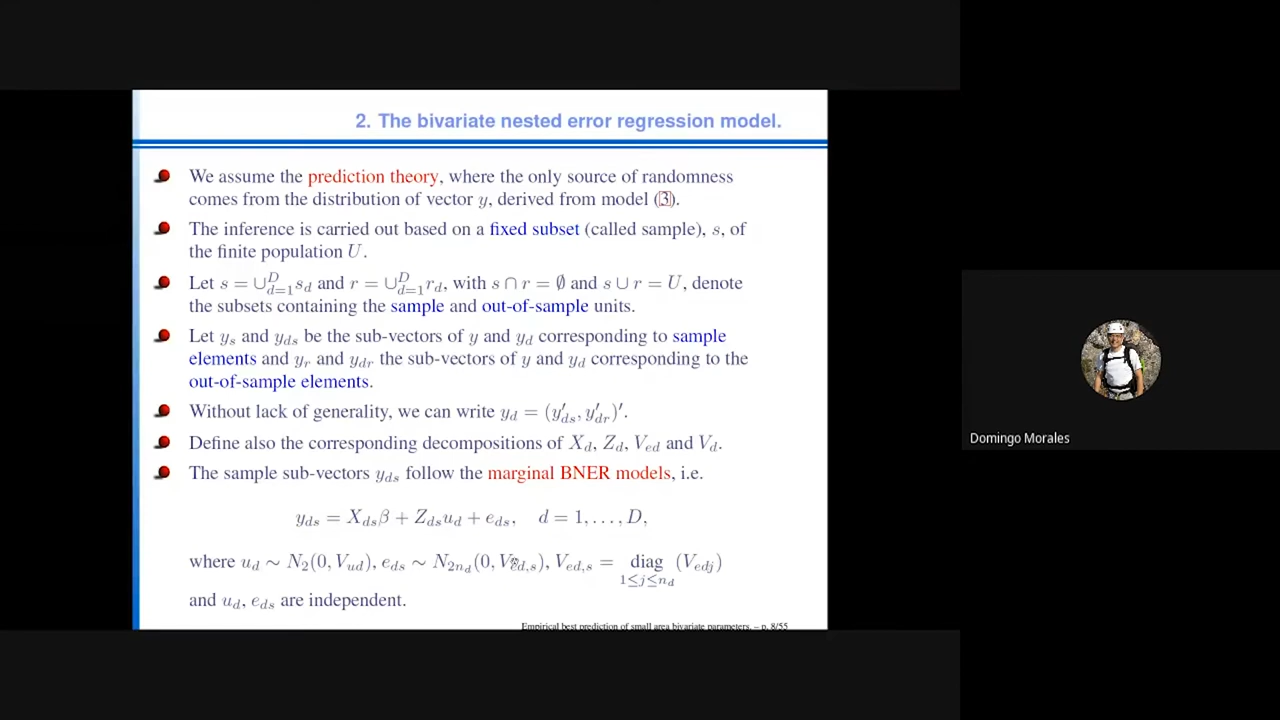 2. The bivariate nested error regression model.
We assume the prediction theory, where the only source of randomness
comes from the distribution of vector y, derived from model (3).
The inference is carried out based on a fixed subset (called sample), s, of
the finite population U.
Let s = ∪_{d=1}^{D} s_d and r = ∪_{d=1}^{D} r_d, with s ∩ r = ∅ and s ∪ r = U, denote
the subsets containing the sample and out-of-sample units.
Let y_s and y_{ds} be the sub-vectors of y and y_d corresponding to sample
elements and y_r and y_{dr} the sub-vectors of y and y_d corresponding to the
out-of-sample elements.
Without lack of generality, we can write y_d = (y'_{ds}, y'_{dr})'.
Define also the corresponding decompositions of X_d, Z_d, V_{ed} and V_d.
The sample sub-vectors y_{ds} follow the marginal BNER models, i.e.
y_{ds} = X_{ds}β + Z_{ds}u_d + e_{ds}, d = 1, . . . , D,
where u_d ∼ N_2(0, V_{ud}), e_{ds} ∼ N_{2n_d}(0, V_{ed,s}), V_{ed,s} = diag_{1≤j≤n_d} (V_{edj})
and u_d, e_{ds} are independent.
Empirical best prediction of small area bivariate parameters. – p. 8/55
Domingo Morales